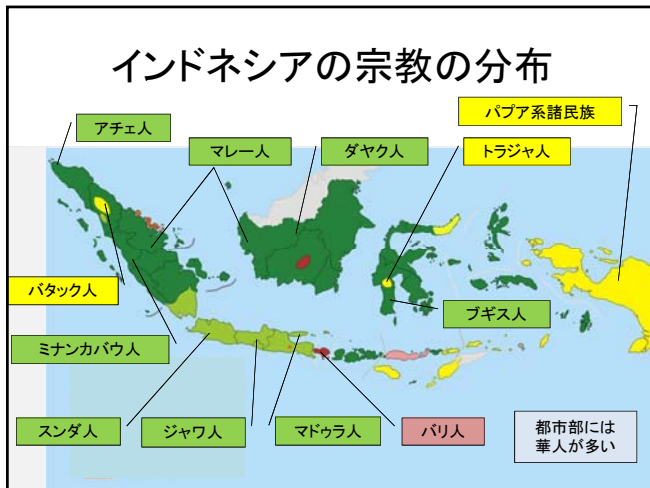 インドネシアの宗教の分布
パプア系諸民族
アチェ人
マレー人
ダヤク人
トラジャ人
バタック人
ブギス人
ミナンカバウ人
スンダ人
ジャワ人
マドゥラ人
バリ人
都市部には
華人が多い